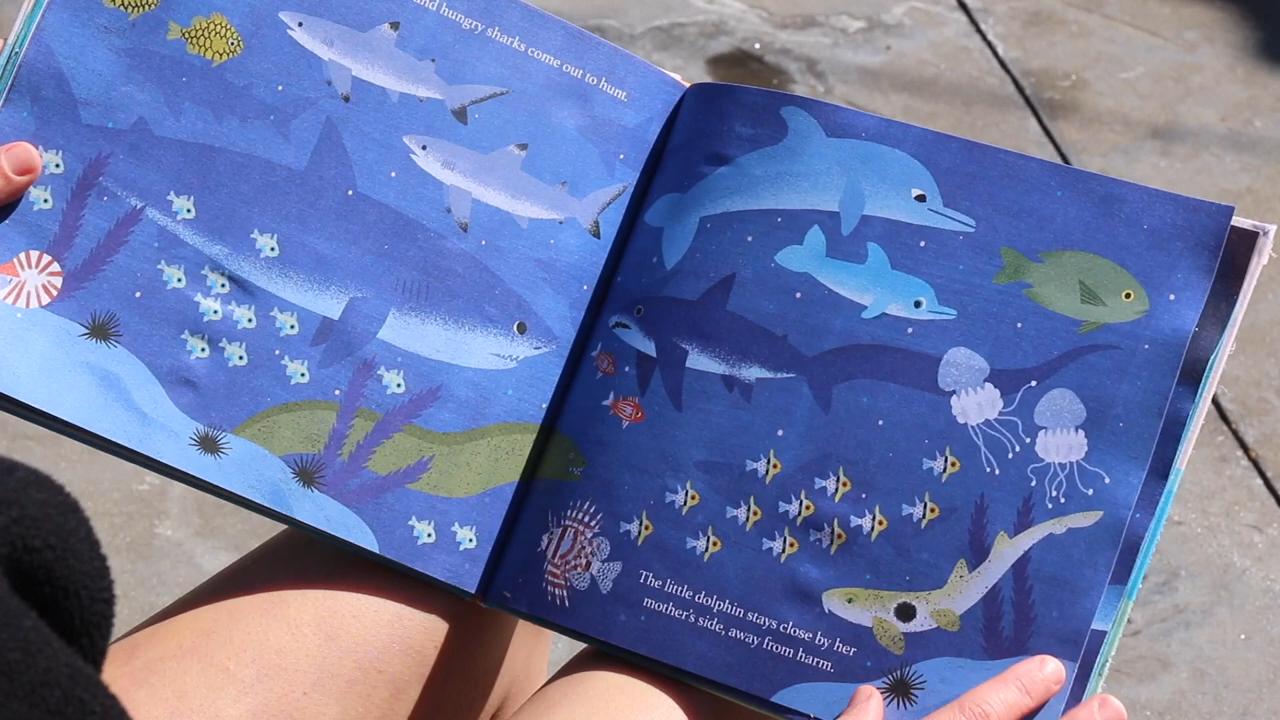 and hungry sharks come out to hunt.
The little dolphin stays close by her
mother's side, away from harm.